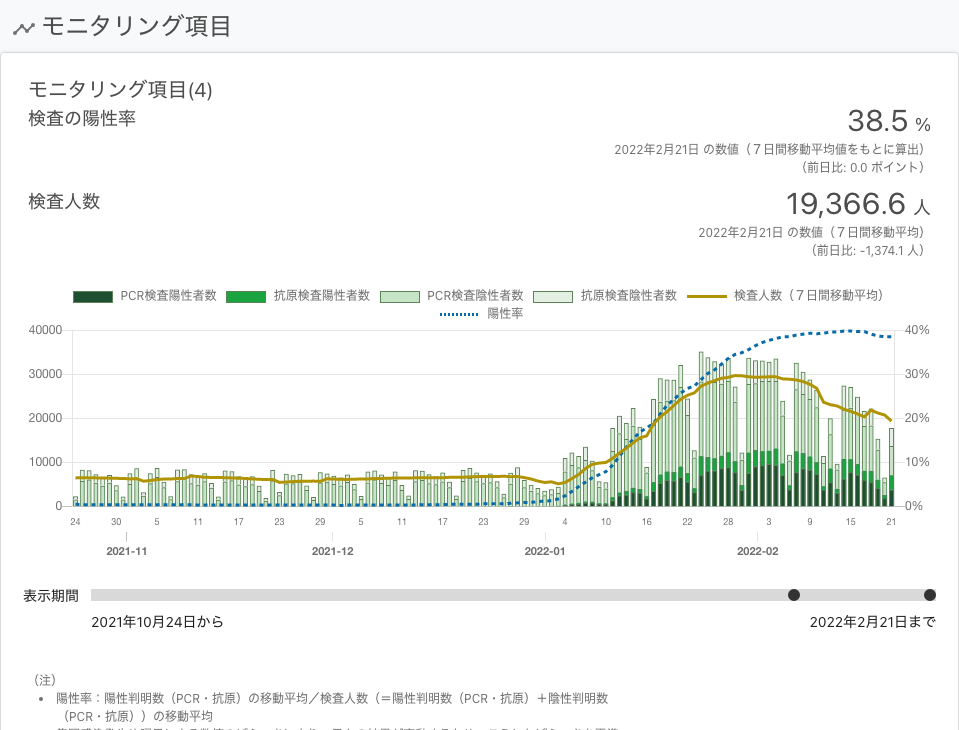 モニタリング項目
モニタリング項目(4)
検査の陽性率
38.5 %
2022年2月21日 の数値（７日間移動平均値をもとに算出）
（前日比: 0.0 ポイント）
検査人数
19,366.6 人
2022年2月21日 の数値（７日間移動平均）
（前日比: -1,374.1 人）
PCR検査陽性者数 抗原検査陽性者数 PCR検査陰性者数 抗原検査陰性者数 検査人数（７日間移動平均）
陽性率
40000 40%
30000 30%
20000 20%
10000 10%
0 0%
24 30 5 11 17 23 29 5 11 17 23 29 4 10 16 22 28 3 9 15 21
2021-11 2021-12 2022-01 2022-02
表示期間
2021年10月24日から 2022年2月21日まで
（注）
• 陽性率：陽性判明数（PCR・抗原）の移動平均／検査人数（＝陽性判明数（PCR・抗原）＋陰性判明数
（PCR・抗原））の移動平均